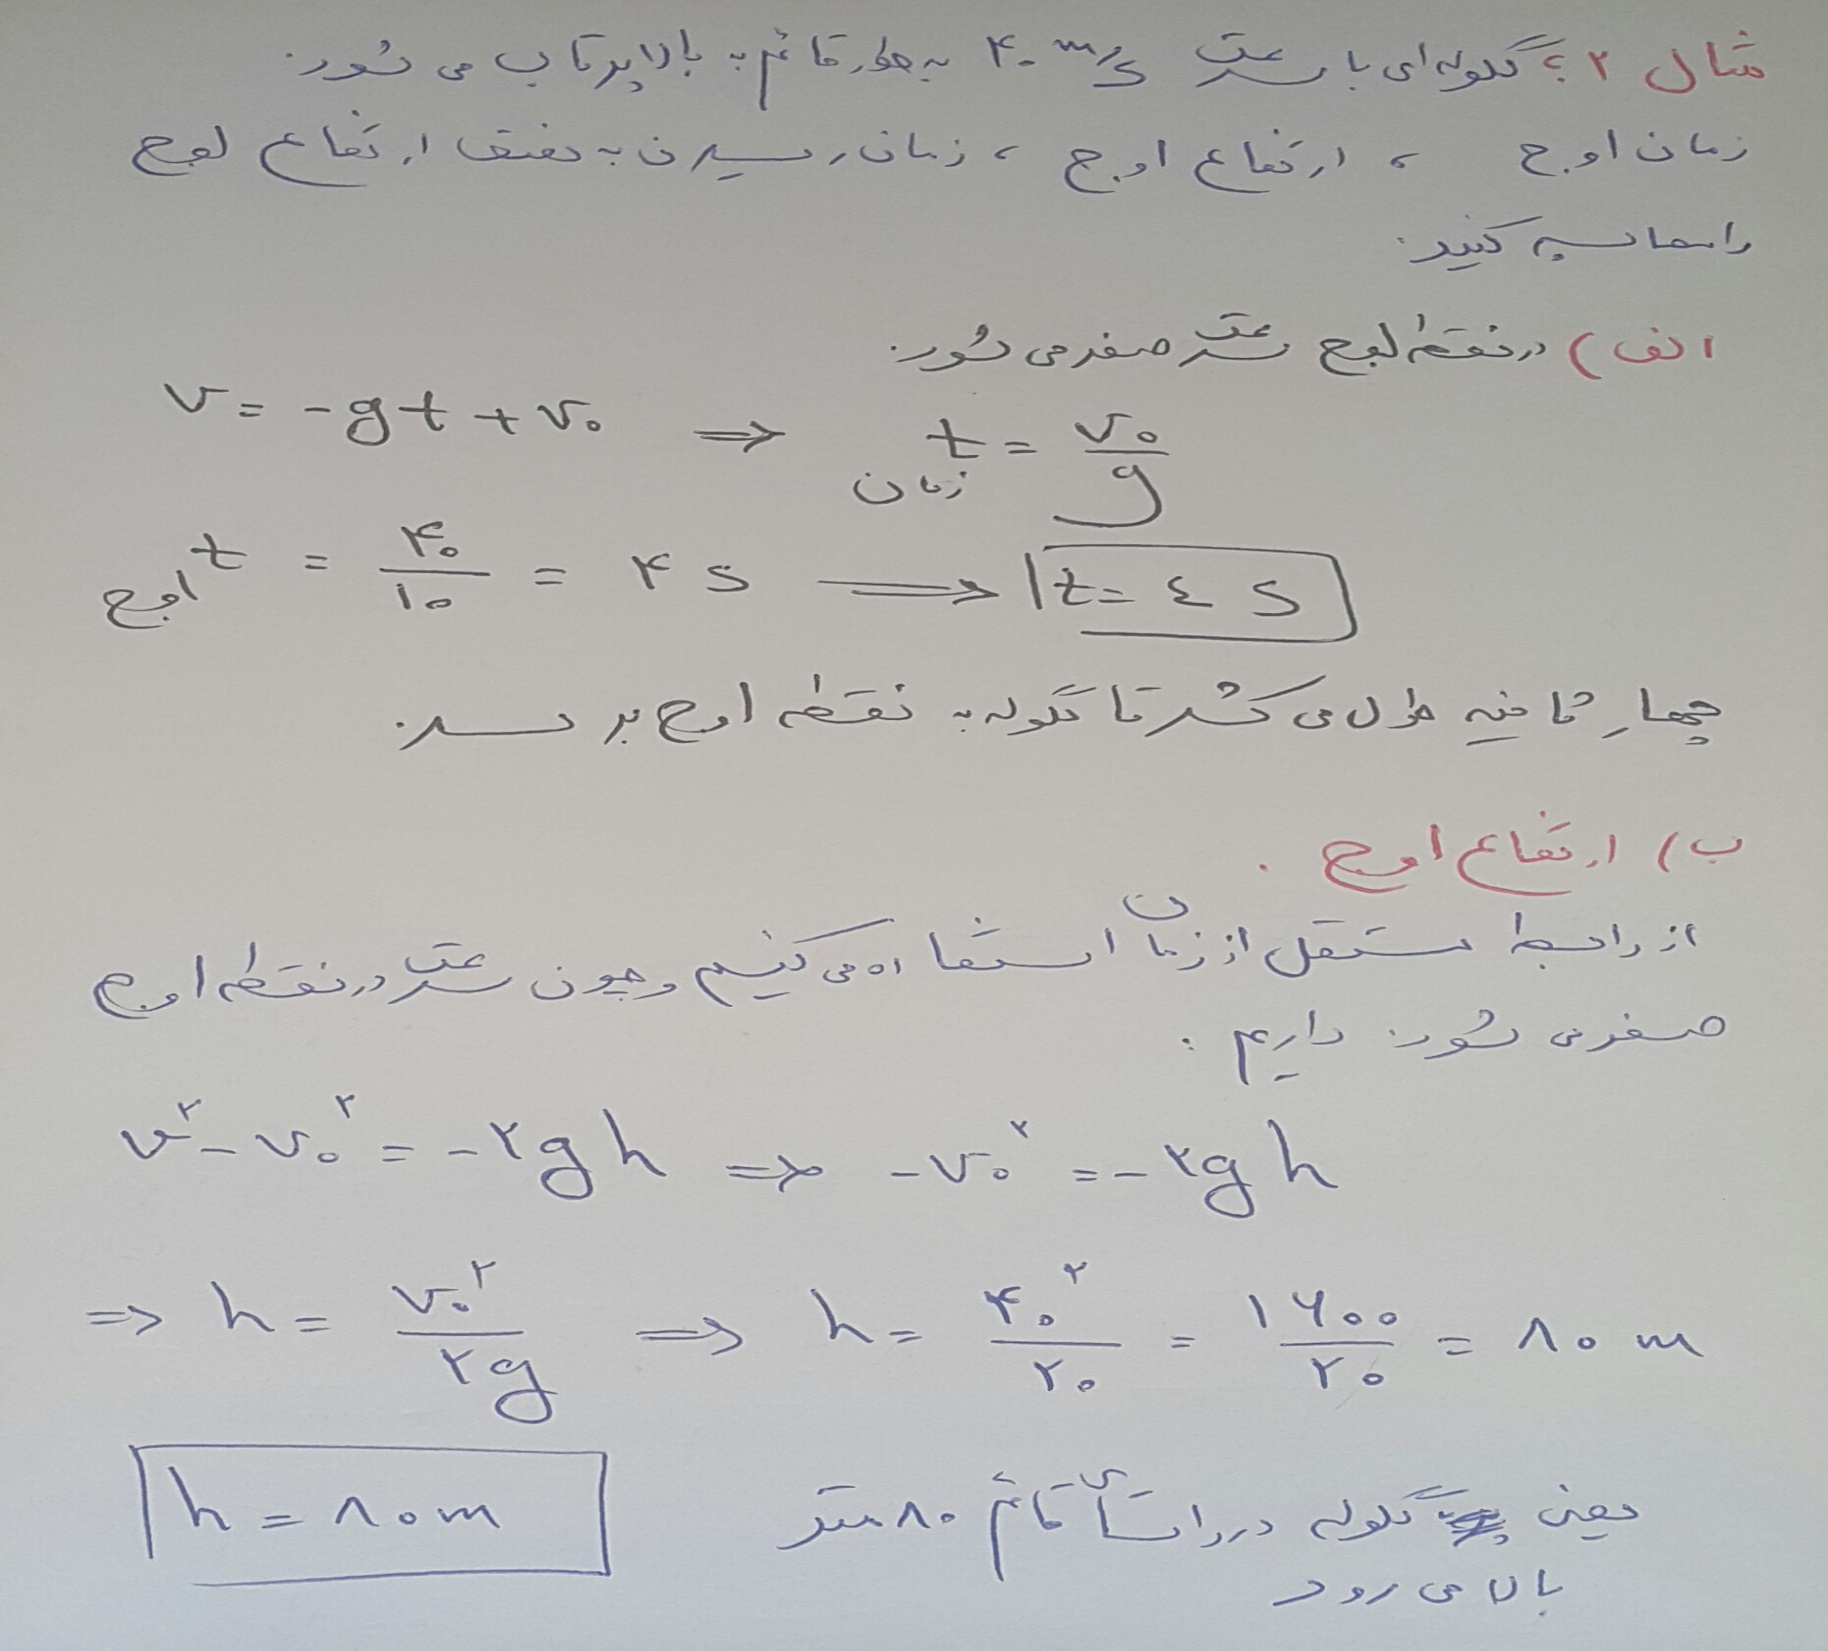 مثال ۲ ؛ گلوله ای با سرعت ۴۰ m/s به طور قائم به بالا پرتاب می شود.
زمان اوج ، ارتفاع اوج ، زمان رسیدن به نصف ارتفاع اوج
را محاسبه کنید.
الف) در نقطه اوج سرعت صفر می شود.
v = -gt + v₀ ⇒ t زمان = v₀/g
t اوج = ۴۰/۱۰ = ۴ s ⇒ t = ٤ s
چهار ثانیه طول می کشد تا گلوله به نقطه اوج برسد.
ب) ارتفاع اوج .
از رابطه مستقل از زمان استفاده می کنیم و چون سرعت در نقطه اوج
صفر می شود. داریم :
v² - v₀² = -۲gh ⇒ -v₀² = -۲gh
⇒ h = v₀²/۲g ⇒ h = ۴۰²/۲۰ = ۱۶۰۰/۲۰ = ۸۰ m
h = ۸۰ m
یعنی گلوله در راستای قائم ۸۰ متر
بالا می رود